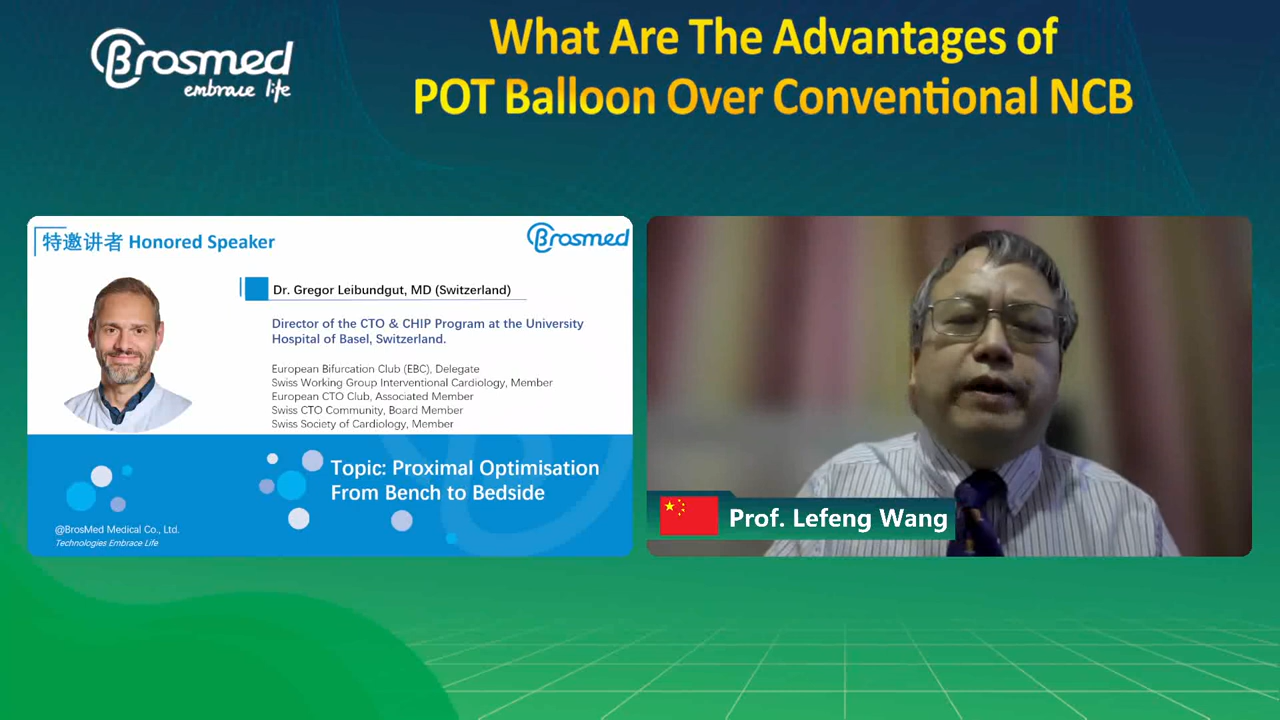 Brosmed
embrace life
What Are The Advantages of
POT Balloon Over Conventional NCB
特邀讲者 Honored Speaker
Brosmed
Dr. Gregor Leibundgut, MD (Switzerland)
Director of the CTO & CHIP Program at the University
Hospital of Basel, Switzerland.
European Bifurcation Club (EBC), Delegate
Swiss Working Group Interventional Cardiology, Member
European CTO Club, Associated Member
Swiss CTO Community, Board Member
Swiss Society of Cardiology, Member
Topic: Proximal Optimisation
From Bench to Bedside
@BrosMed Medical Co., Ltd.
Technologies Embrace Life
Prof. Lefeng Wang